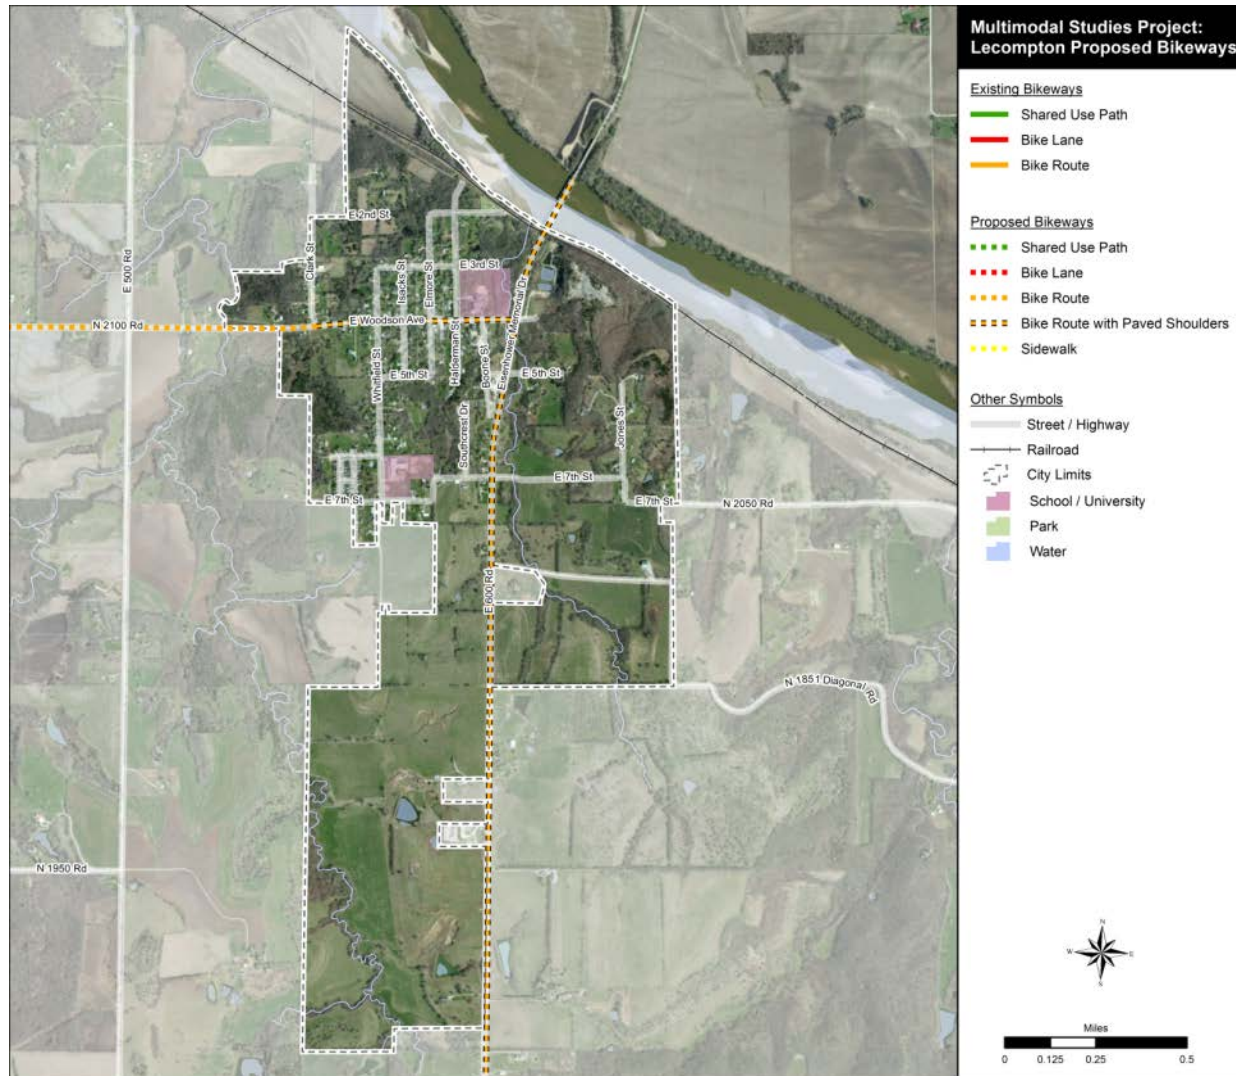 Multimodal Studies Project:
Lecompton Proposed Bikeways
Existing Bikeways
Shared Use Path
Bike Lane
Bike Route
Proposed Bikeways
Shared Use Path
Bike Lane
Bike Route
Bike Route with Paved Shoulders
Sidewalk
Other Symbols
Street / Highway
Railroad
City Limits
School / University
Park
Water
N
W
E
S
Miles
0 0.125 0.25 0.5
E 2nd St
Clark St
E 500 Rd
E 3rd St
Isacks St
Elmore St
N 2100 Rd
E Woodson Ave
Eisenhower Memorial Dr
Halderman St
Boone St
Whitfield St
E 5th St
E 5th St
Southcrest Dr
Jones St
E 7th St
E 7th St
E 7th St
N 2050 Rd
E 600 Rd
N 1851 Diagonal Rd
N 1950 Rd